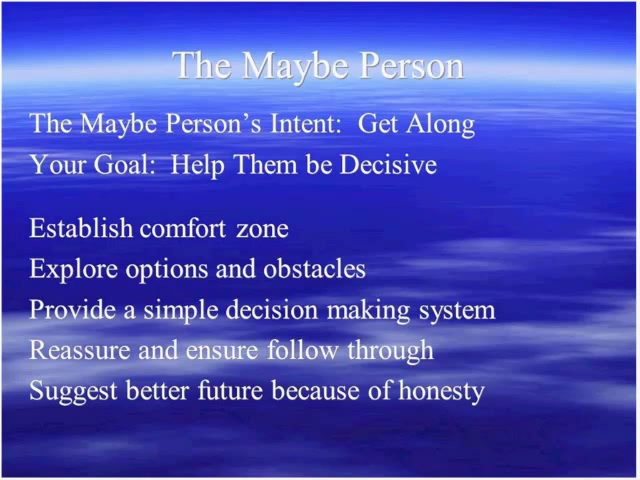 The Maybe Person
The Maybe Person’s Intent:  Get Along
Your Goal:  Help Them be Decisive
Establish comfort zone
Explore options and obstacles
Provide a simple decision making system
Reassure and ensure follow through
Suggest better future because of honesty